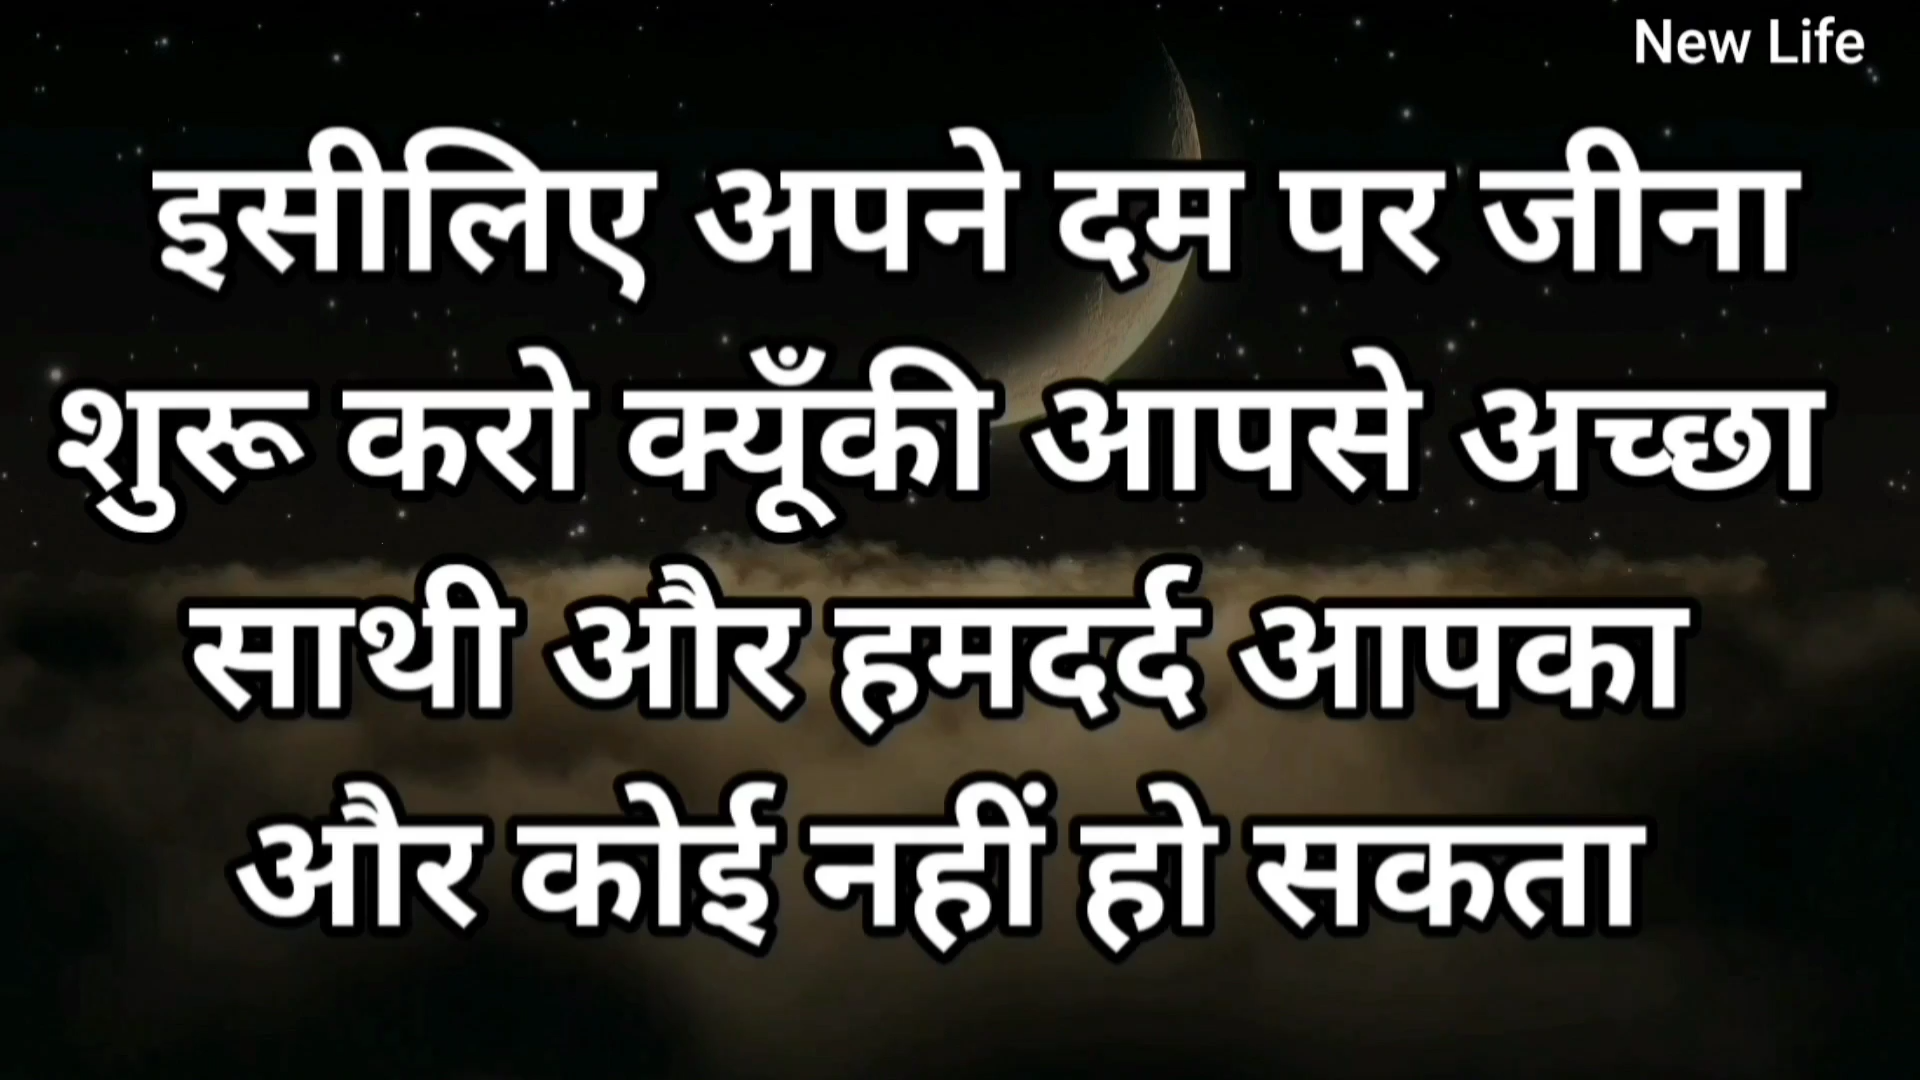 New Life
इसीलिए अपने दम पर जीना
शुरू करो क्यूँकी आपसे अच्छा
साथी और हमदर्द आपका
और कोई नहीं हो सकता